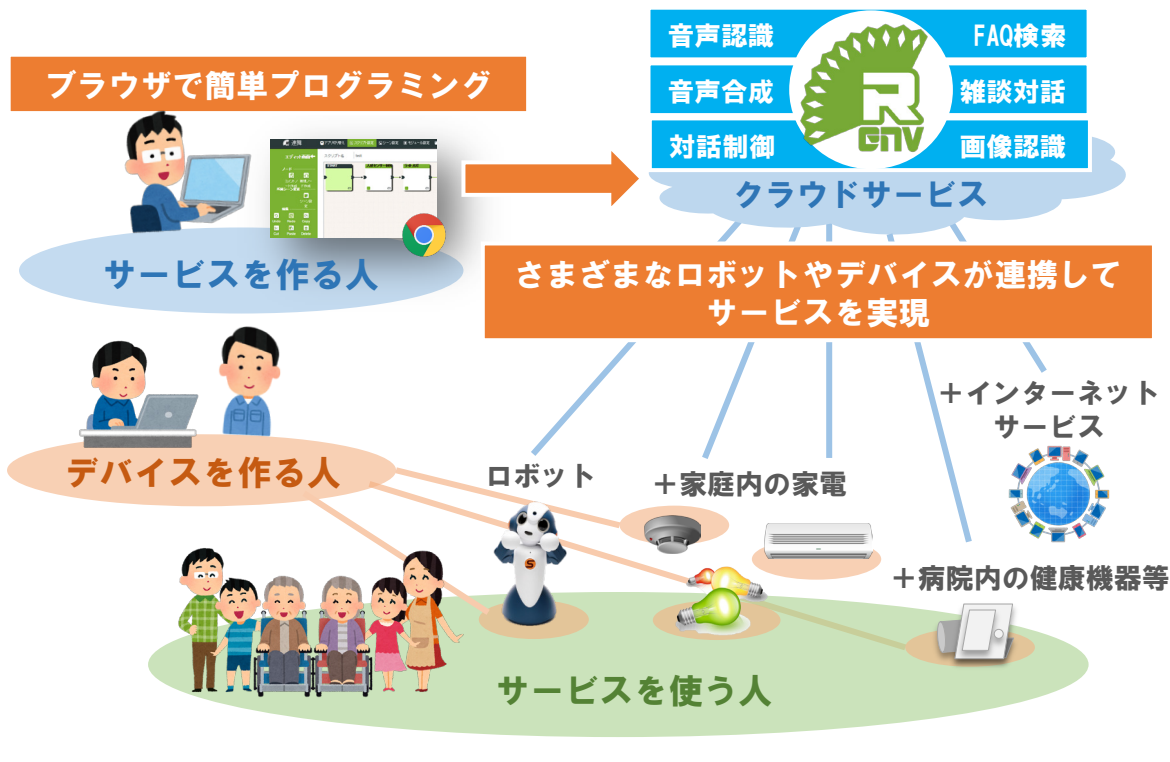 ブラウザで簡単プログラミング
音声認識
FAQ検索
音声合成
雑談対話
対話制御
画像認識
R
env
クラウドサービス
サービスを作る人
さまざまなロボットやデバイスが連携して
サービスを実現
デバイスを作る人
ロボット
＋家庭内の家電
＋インターネット
サービス
＋病院内の健康機器等
S
サービスを使う人